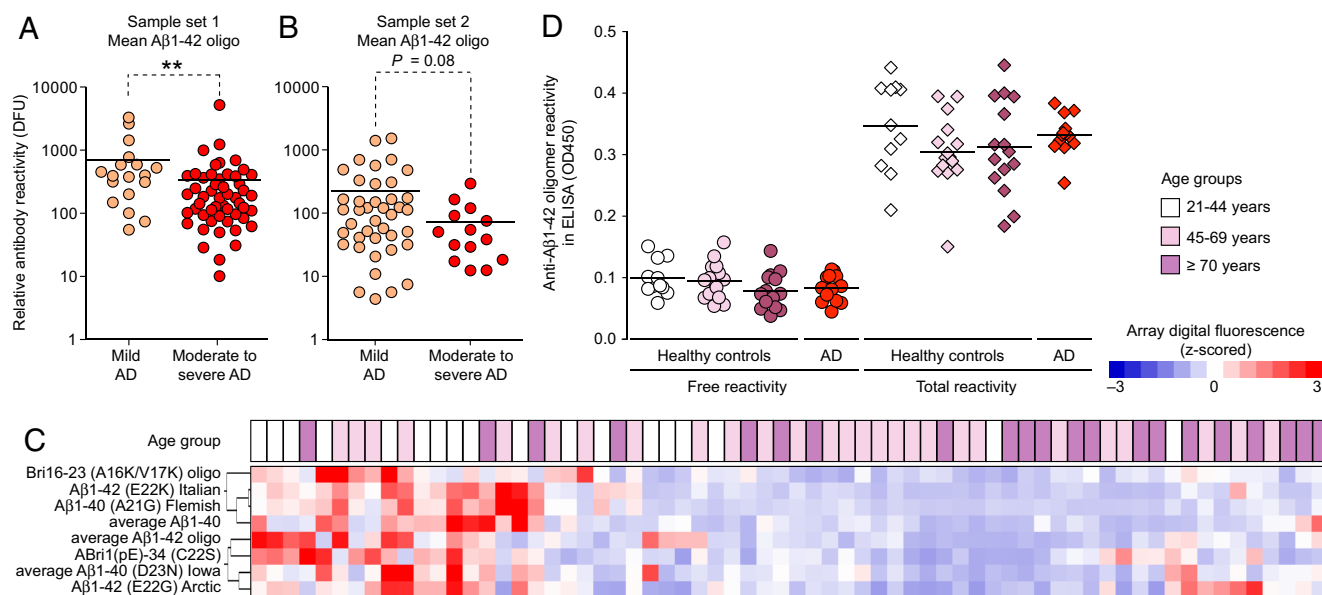 A
Sample set 1
Mean Aβ1-42 oligo
**
Relative antibody reactivity (DFU)
10000
1000
100
10
1
Mild
AD
Moderate to
severe AD
B
Sample set 2
Mean Aβ1-42 oligo
P = 0.08
10000
1000
100
10
1
Mild
AD
Moderate to
severe AD
D
Anti-Aβ1-42 oligomer reactivity
in ELISA (OD450)
0.5
0.4
0.3
0.2
0.1
0.0
Healthy controls
AD
Healthy controls
AD
Free reactivity
Total reactivity
Age groups
21-44 years
45-69 years
≥ 70 years
Array digital fluorescence
(z-scored)
–3
0
3
C
Age group
Bri16-23 (A16K/V17K) oligo
Aβ1-42 (E22K) Italian
Aβ1-40 (A21G) Flemish
average Aβ1-40
average Aβ1-42 oligo
ABri1(pE)-34 (C22S)
average Aβ1-40 (D23N) Iowa
Aβ1-42 (E22G) Arctic